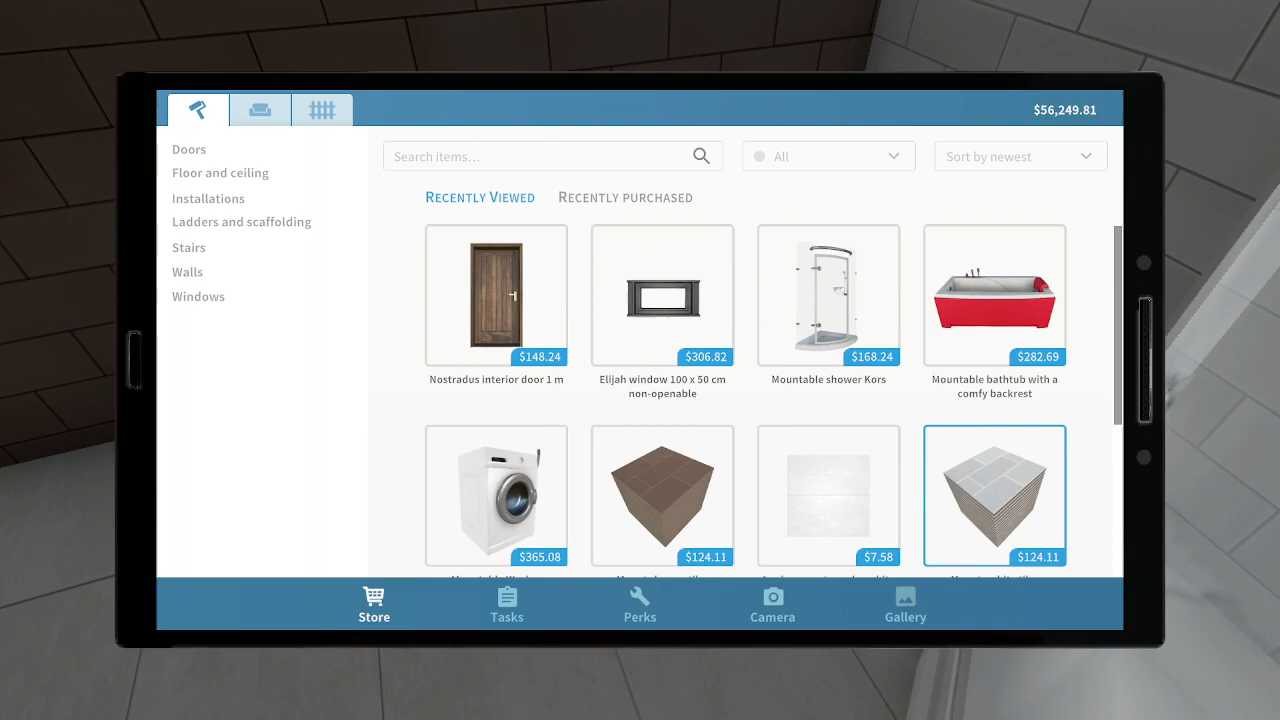 $56,249.81
Doors
Floor and ceiling
Installations
Ladders and scaffolding
Stairs
Walls
Windows
Search items...
All
Sort by newest
RECENTLY VIEWED
RECENTLY PURCHASED
$148.24
Nostradus interior door 1 m
$306.82
Elijah window 100 x 50 cm
non-openable
$168.24
Mountable shower Kors
$282.69
Mountable bathtub with a
comfy backrest
$365.08
$124.11
$7.58
$124.11
Store
Tasks
Perks
Camera
Gallery